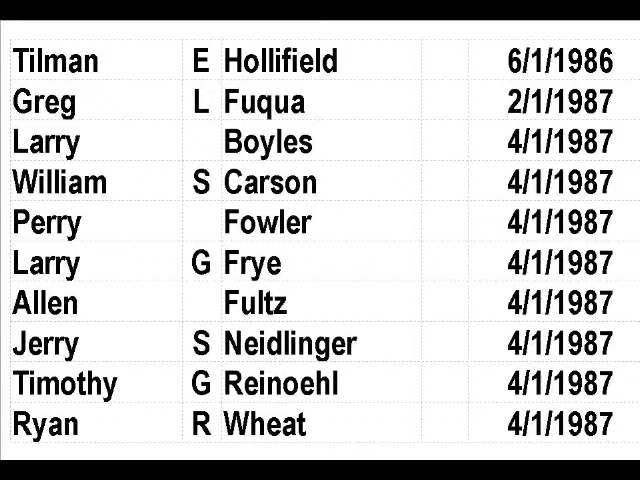 Tilman E Hollifield 6/1/1986
Greg L Fuqua 2/1/1987
Larry Boyles 4/1/1987
William S Carson 4/1/1987
Perry Fowler 4/1/1987
Larry G Frye 4/1/1987
Allen Fultz 4/1/1987
Jerry S Neidlinger 4/1/1987
Timothy G Reinoehl 4/1/1987
Ryan R Wheat 4/1/1987